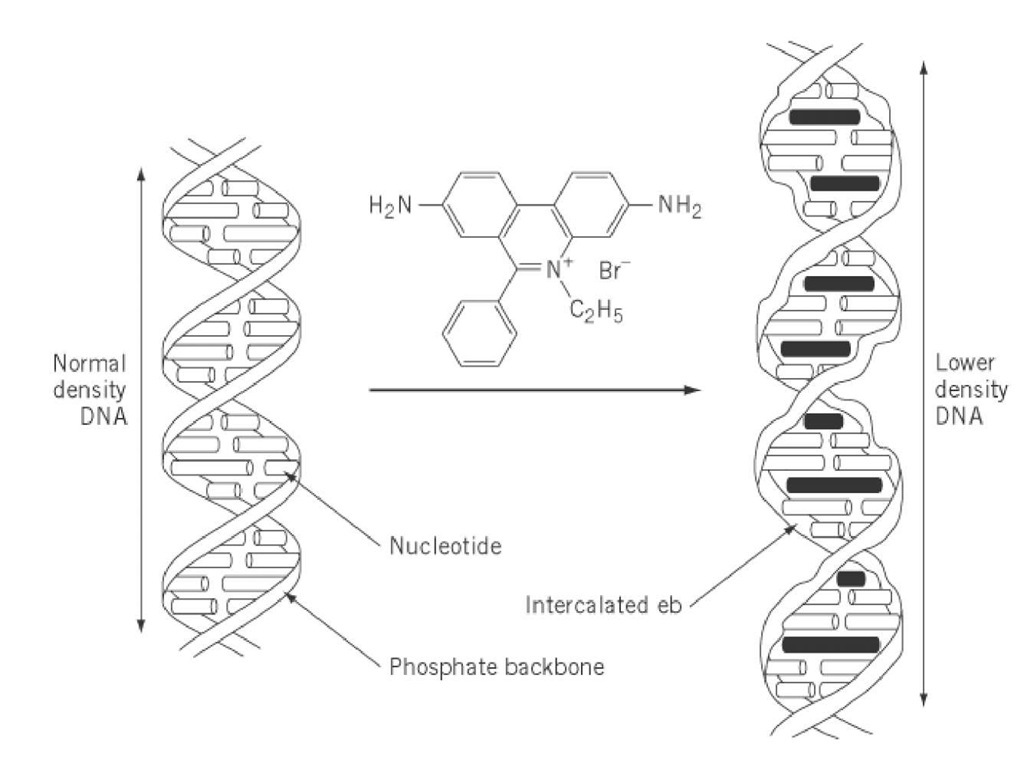 H₂N
NH₂
N⁺
Br⁻
C₂H₅
Normal
density
DNA
Lower
density
DNA
Nucleotide
Intercalated eb
Phosphate backbone